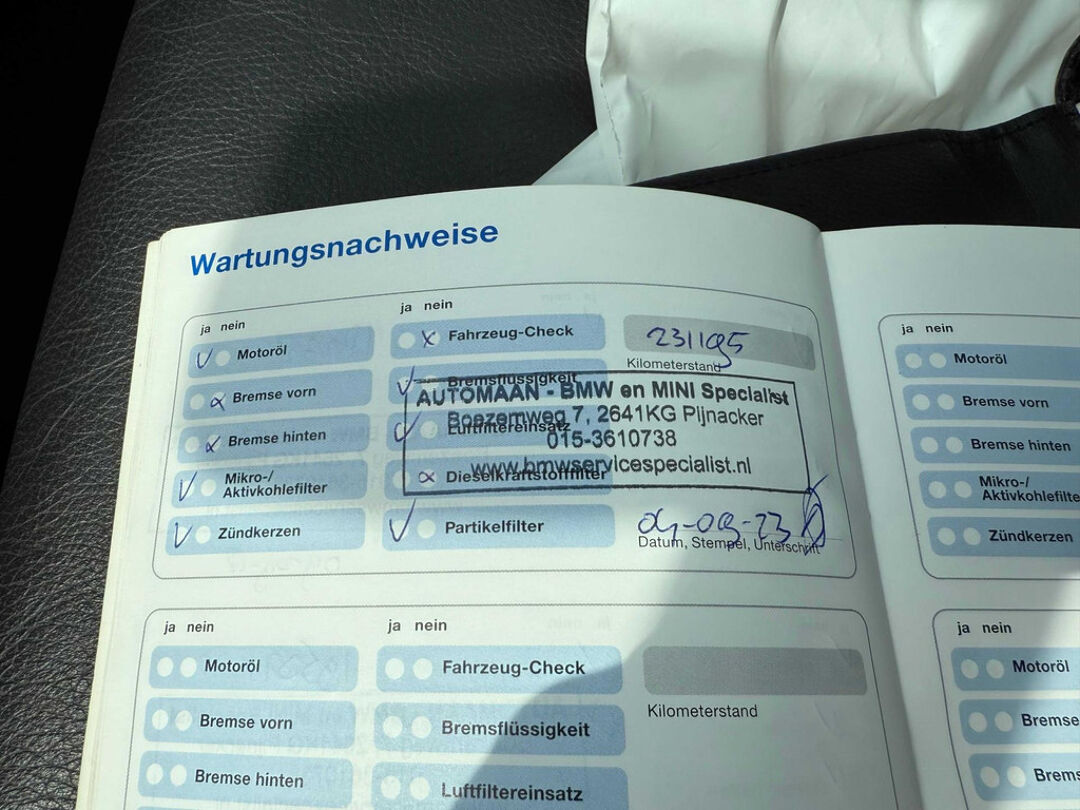 Wartungsnachweise
ja nein
Motoröl
Bremse vorn
Bremse hinten
Mikro-/
Aktivkohlefilter
Zündkerzen
ja nein
Fahrzeug-Check
Bremsflüssigkeit
Luftfiltereinsatz
Dieselkraftstofffilter
Partikelfilter
231195
Kilometerstand
AUTOMAAN - BMW en MINI Specialist
Boezemweg 7, 2641KG Pijnacker
015-3610738
www.bmwservicespecialist.nl
Datum, Stempel, Unterschrift
ja nein
Motoröl
Bremse vorn
Bremse hinten
ja nein
Fahrzeug-Check
Bremsflüssigkeit
Luftfiltereinsatz
Kilometerstand
ja nein
Motoröl
Bremse vorn
Bremse hinten
Mikro-/
Aktivkohlefilte
Zündkerzen
ja nein
Motoröl
Bremse
Brems